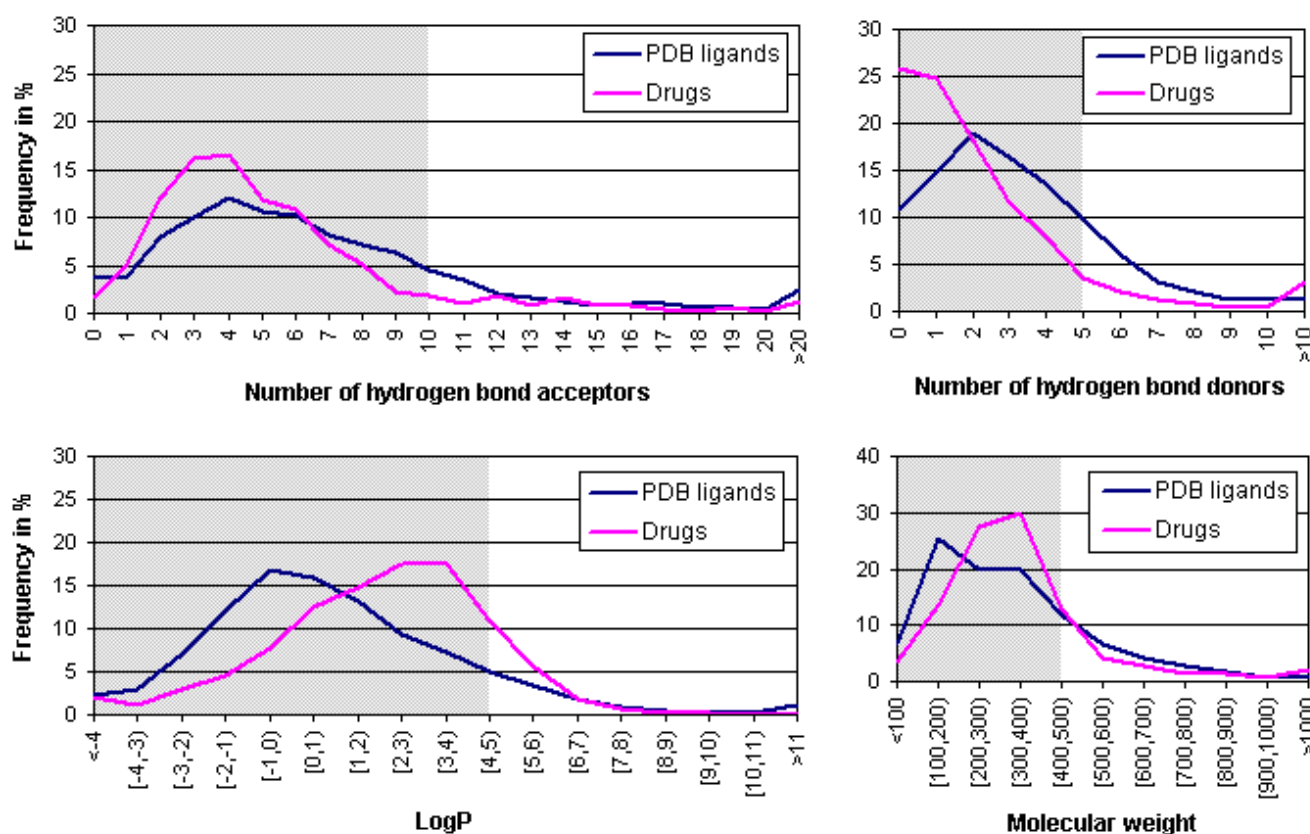 Frequency in %
30
25
20
15
10
5
0
PDB ligands
Drugs
0 1 2 3 4 5 6 7 8 9 10 11 12 13 14 15 16 17 18 19 20 >20
Number of hydrogen bond acceptors
30
25
20
15
10
5
0
PDB ligands
Drugs
0 1 2 3 4 5 6 7 8 9 10 >10
Number of hydrogen bond donors
Frequency in %
30
25
20
15
10
5
0
PDB ligands
Drugs
<-4 [-4,-3) [-3,-2) [-2,-1) [-1,0) [0,1) [1,2) [2,3) [3,4) [4,5) [5,6) [6,7) [7,8) [8,9) [9,10) [10,11) >11
LogP
40
30
20
10
0
PDB ligands
Drugs
<100 [100,200) [200,300) [300,400) [400,500) [500,600) [600,700) [700,800) [800,900) [900,1000) >1000
Molecular weight